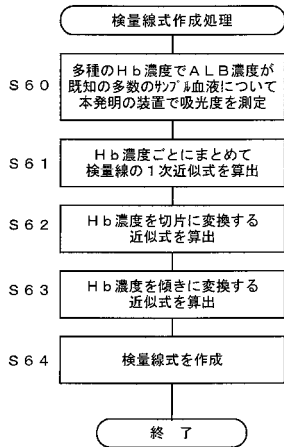 検量線式作成処理
S60
多種のHb濃度でALB濃度が
既知の多数のサンプル血液について
本発明の装置で吸光度を測定
S61
Hb濃度ごとにまとめて
検量線の1次近似式を算出
S62
Hb濃度を切片に変換する
近似式を算出
S63
Hb濃度を傾きに変換する
近似式を算出
S64
検量線式を作成
終了